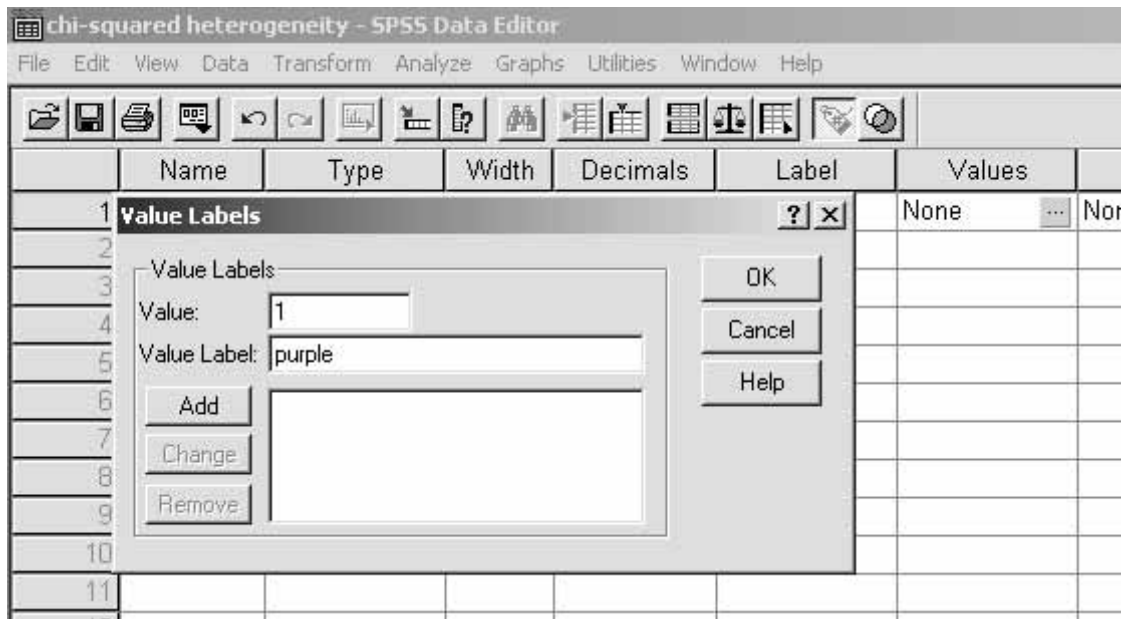 chi-squared heterogeneity - SPSS Data Editor
File Edit View Data Transform Analyze Graphs Utilities Window Help
Name Type Width Decimals Label Values
1 Value Labels ? × None ... Nor
2
Value Labels OK
3
Value: 1
4
Cancel
Value Label: purple
5
Help
6
Add
7
Change
8
Remove
9
10
11